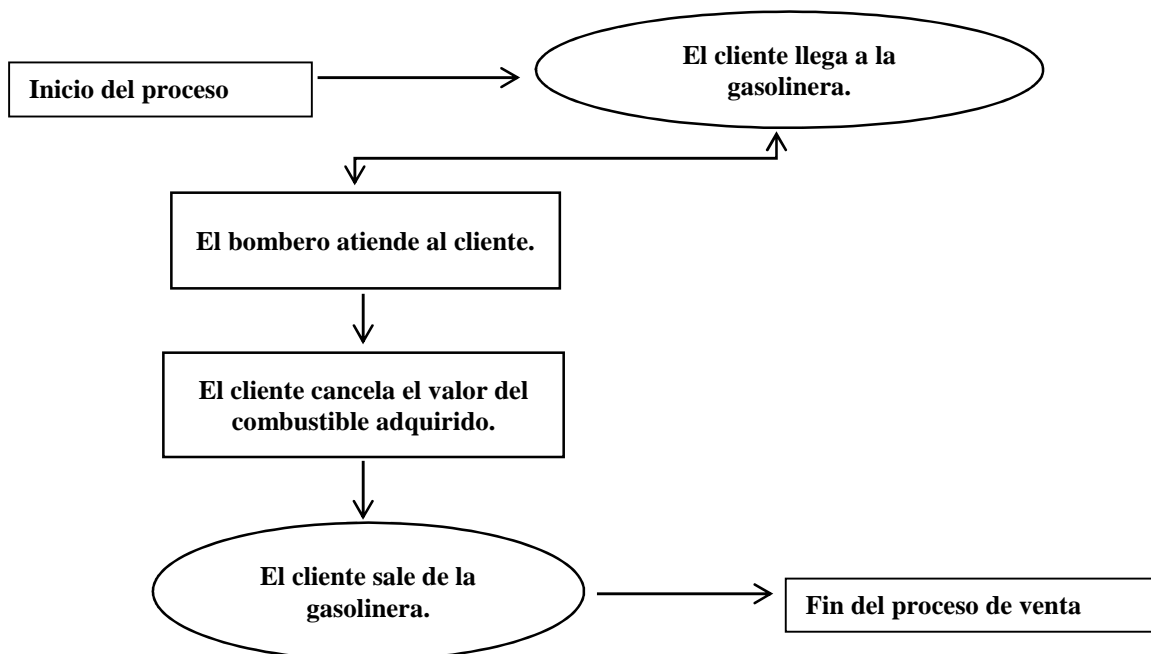 Inicio del proceso
El cliente llega a la
gasolinera.
El bombero atiende al cliente.
El cliente cancela el valor del
combustible adquirido.
El cliente sale de la
gasolinera.
Fin del proceso de venta